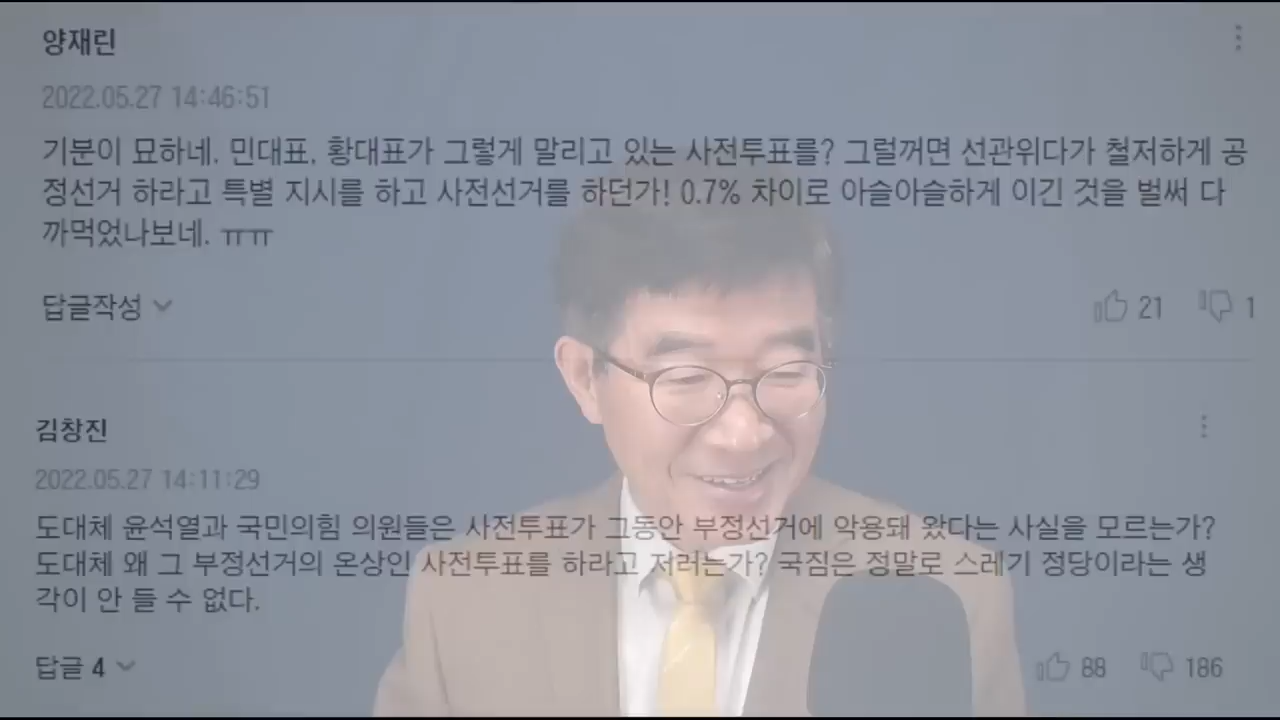 양재린
2022.05.27 14:46:51
기분이 묘하네. 민대표, 황대표가 그렇게 말리고 있는 사전투표를? 그럴꺼면 선관위다가 철저하게 공
정선거 하라고 특별 지시를 하고 사전선거를 하던가! 0.7% 차이로 아슬아슬하게 이긴 것을 벌써 다
까먹었나보네. ㅠㅠ
답글작성 21 1
김창진
2022.05.27 14:11:29
도대체 윤석열과 국민의힘 의원들은 사전투표가 그동안 부정선거에 악용돼 왔다는 사실을 모르는가?
도대체 왜 그 부정선거의 온상인 사전투표를 하라고 저러는가? 국짐은 정말로 스레기 정당이라는 생
각이 안 들 수 없다.
답글 4 88 186